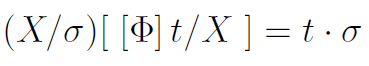 (X/σ)[ [Φ] t/X ] = t · σ